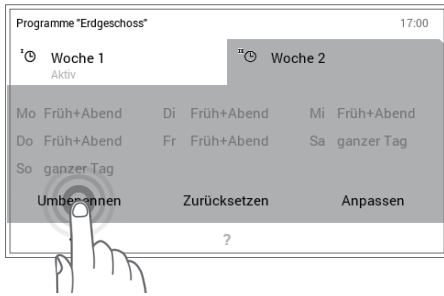 Programme "Erdgeschoss" 17:00
I Woche 1 II Woche 2
Aktiv
Mo Früh+Abend Di Früh+Abend Mi Früh+Abend
Do Früh+Abend Fr Früh+Abend Sa ganzer Tag
So ganzer Tag
Umbenennen Zurücksetzen Anpassen
?